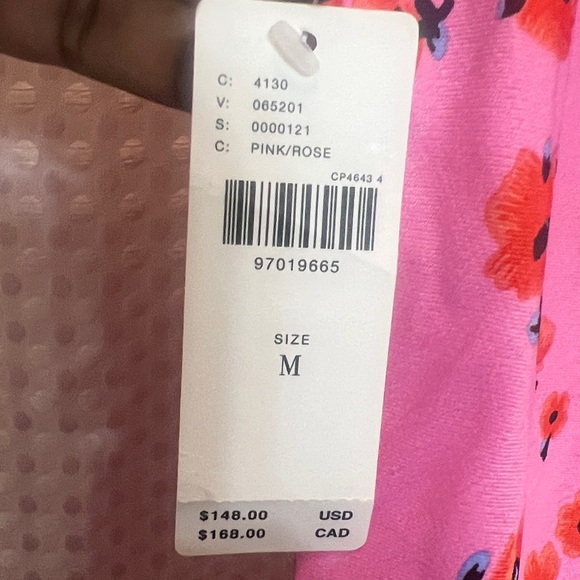 C: 4130
V: 065201
S: 0000121
C: PINK/ROSE
CP4643 4
97019665
SIZE
M
$148.00 USD
$168.00 CAD